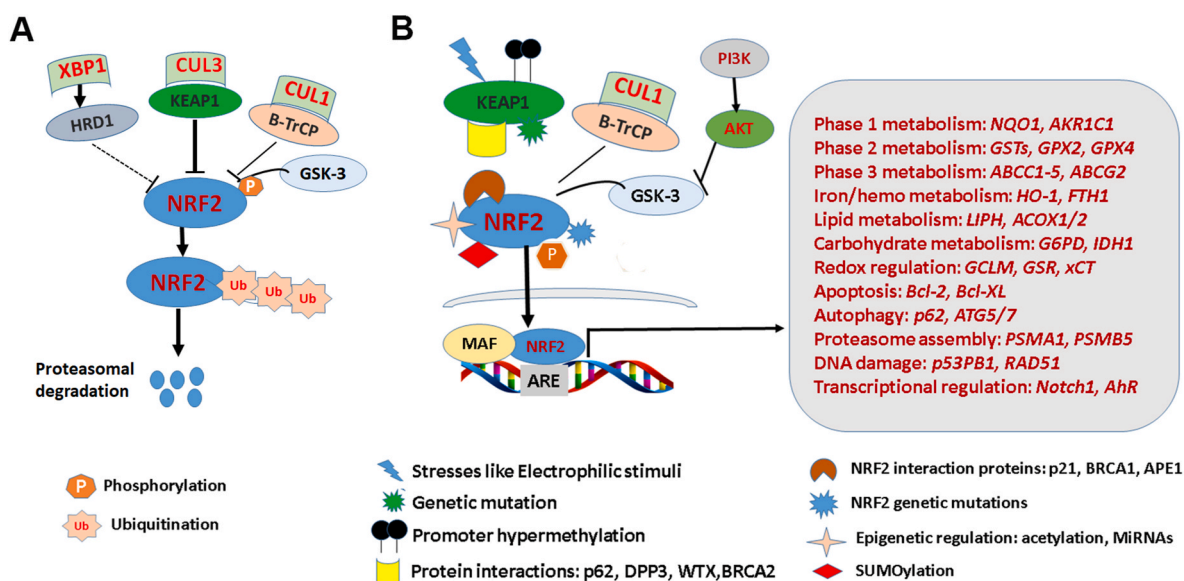 A
XBP1
HRD1
CUL3
KEAP1
CUL1
B-TrCP
GSK-3
P
NRF2
NRF2
Ub
Ub
Ub
Proteasomal
degradation
P Phosphorylation
Ub Ubiquitination
B
KEAP1
CUL1
B-TrCP
PI3K
AKT
GSK-3
NRF2
P
MAF
NRF2
ARE
Phase 1 metabolism: NQO1, AKR1C1
Phase 2 metabolism: GSTs, GPX2, GPX4
Phase 3 metabolism: ABCC1-5, ABCG2
Iron/hemo metabolism: HO-1, FTH1
Lipid metabolism: LIPH, ACOX1/2
Carbohydrate metabolism: G6PD, IDH1
Redox regulation: GCLM, GSR, xCT
Apoptosis: Bcl-2, Bcl-XL
Autophagy: p62, ATG5/7
Proteasome assembly: PSMA1, PSMB5
DNA damage: p53PB1, RAD51
Transcriptional regulation: Notch1, AhR
Stresses like Electrophilic stimuli
Genetic mutation
Promoter hypermethylation
Protein interactions: p62, DPP3, WTX,BRCA2
NRF2 interaction proteins: p21, BRCA1, APE1
NRF2 genetic mutations
Epigenetic regulation: acetylation, MiRNAs
SUMOylation